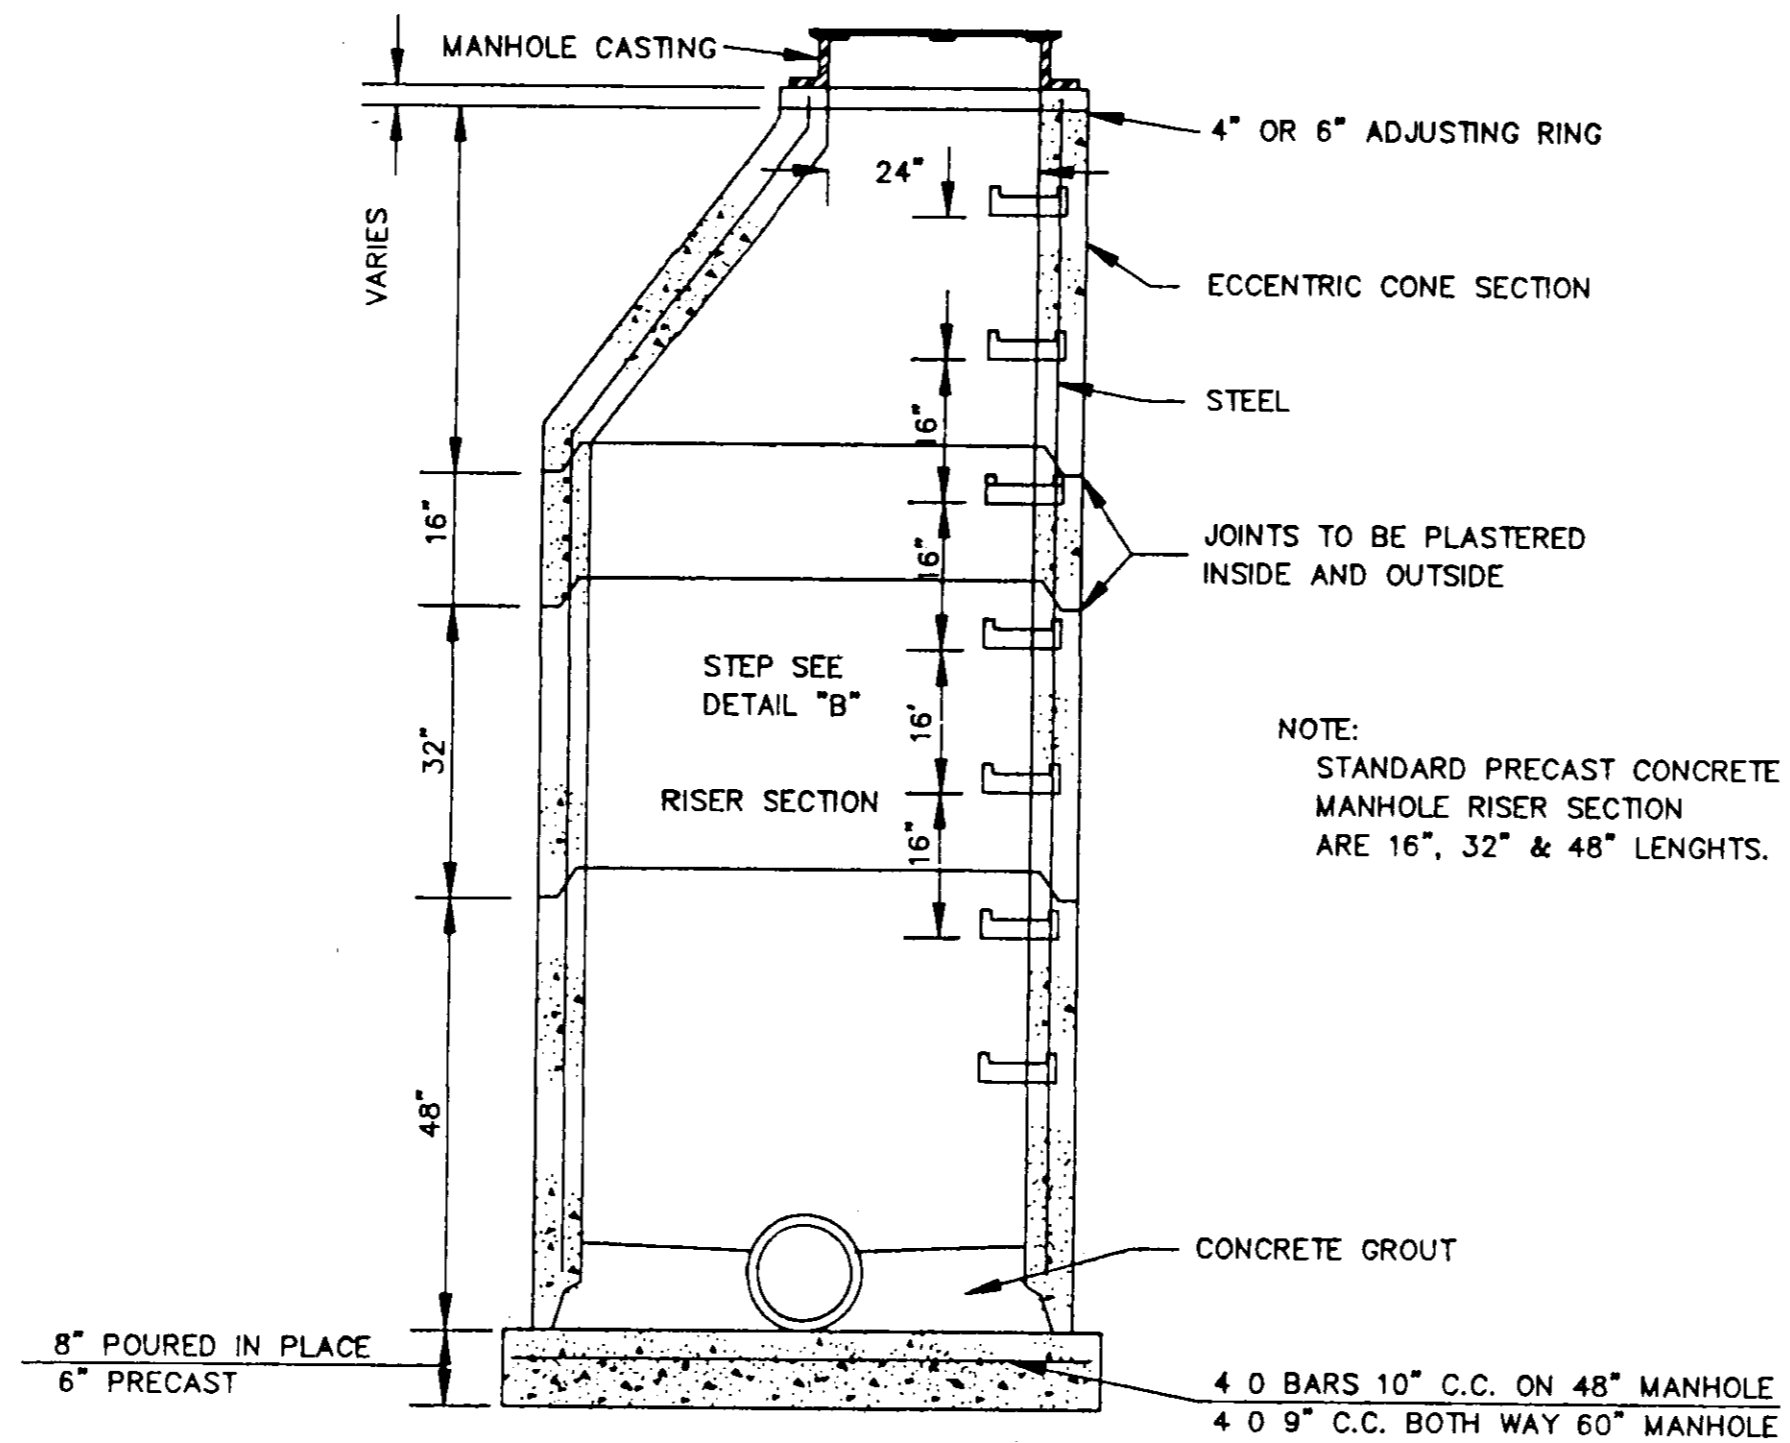 MANHOLE CASTING
4" OR 6" ADJUSTING RING
24"
VARIES
ECCENTRIC CONE SECTION
STEEL
16"
16"
16"
JOINTS TO BE PLASTERED
INSIDE AND OUTSIDE
STEP SEE
DETAIL "B"
16'
32"
RISER SECTION
16"
NOTE:
STANDARD PRECAST CONCRETE
MANHOLE RISER SECTION
ARE 16", 32" & 48" LENGHTS.
48"
CONCRETE GROUT
8" POURED IN PLACE
6" PRECAST
4 0 BARS 10" C.C. ON 48" MANHOLE
4 0 9" C.C. BOTH WAY 60" MANHOLE